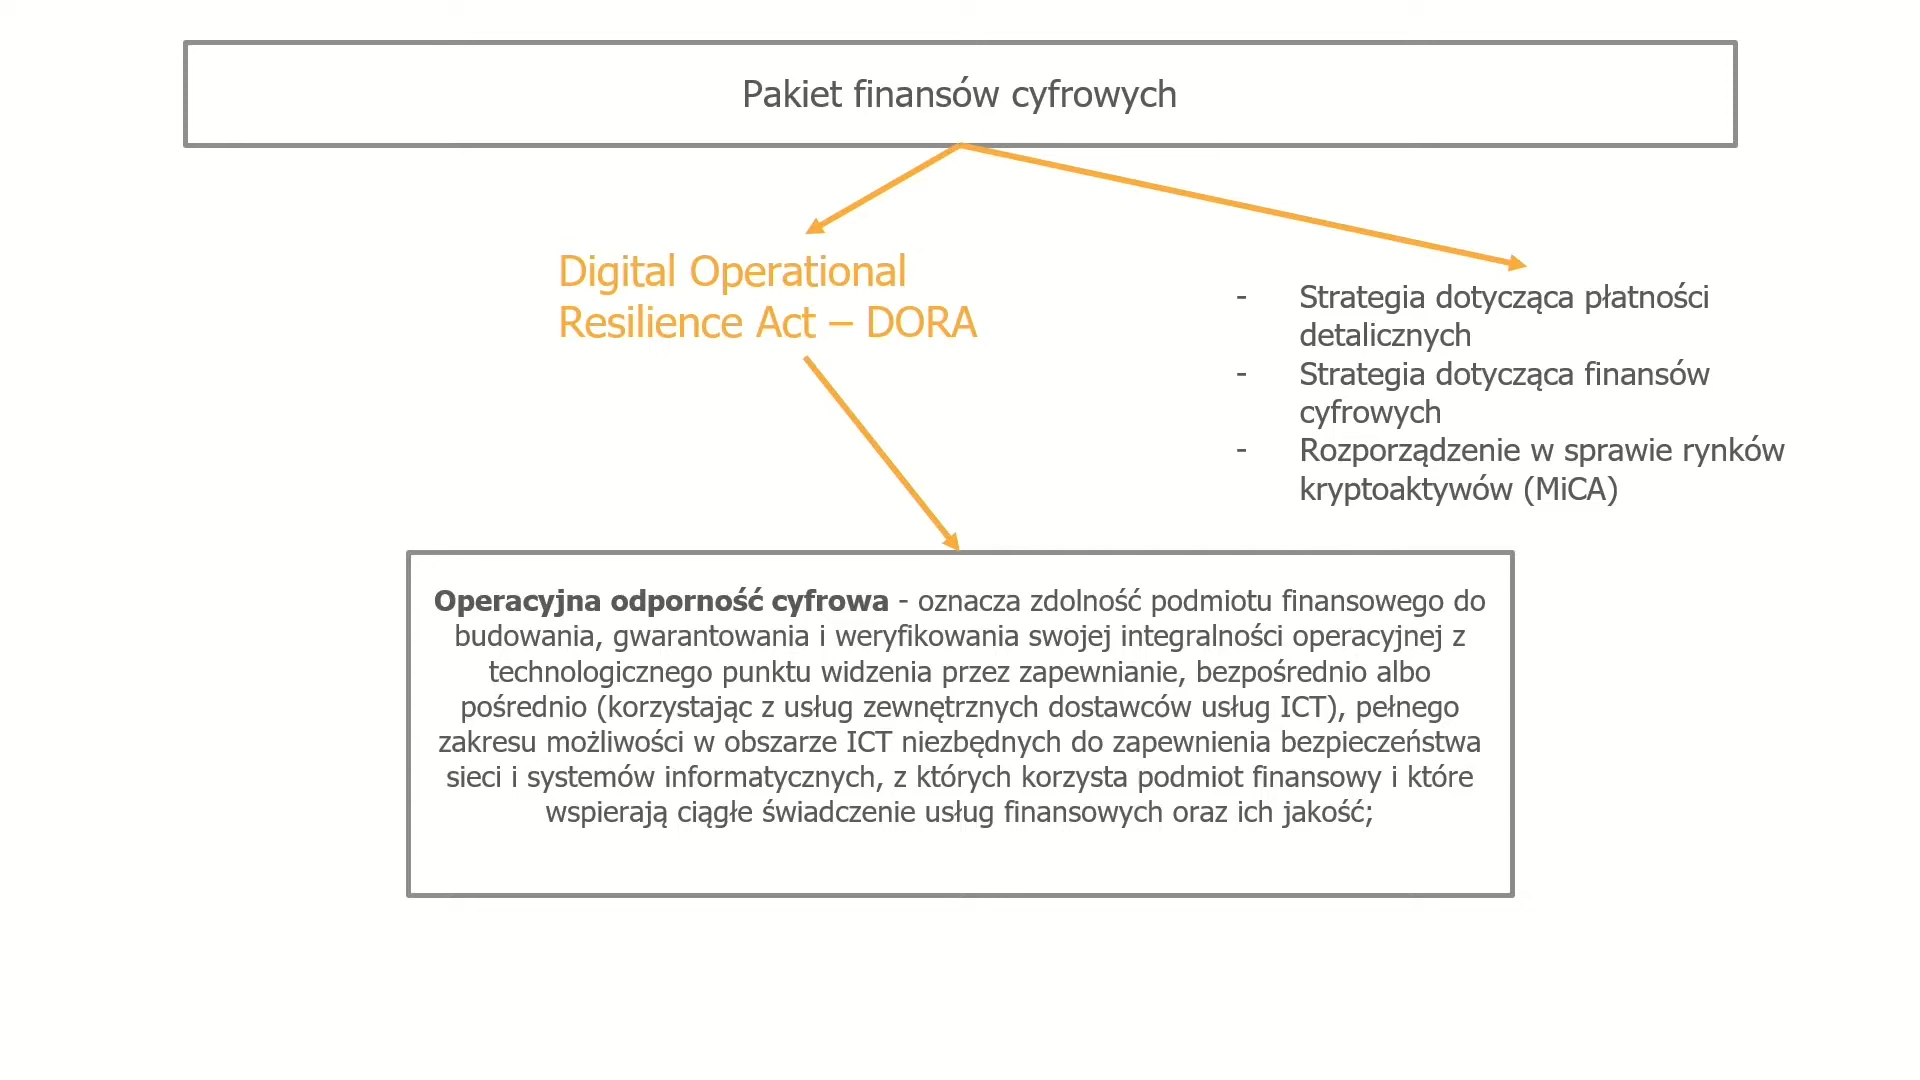 Pakiet finansów cyfrowych
Digital Operational
Resilience Act – DORA
- Strategia dotycząca płatności
detalicznych
- Strategia dotycząca finansów
cyfrowych
- Rozporządzenie w sprawie rynków
kryptoaktywów (MiCA)
Operacyjna odporność cyfrowa - oznacza zdolność podmiotu finansowego do
budowania, gwarantowania i weryfikowania swojej integralności operacyjnej z
technologicznego punktu widzenia przez zapewnianie, bezpośrednio albo
pośrednio (korzystając z usług zewnętrznych dostawców usług ICT), pełnego
zakresu możliwości w obszarze ICT niezbędnych do zapewnienia bezpieczeństwa
sieci i systemów informatycznych, z których korzysta podmiot finansowy i które
wspierają ciągłe świadczenie usług finansowych oraz ich jakość;